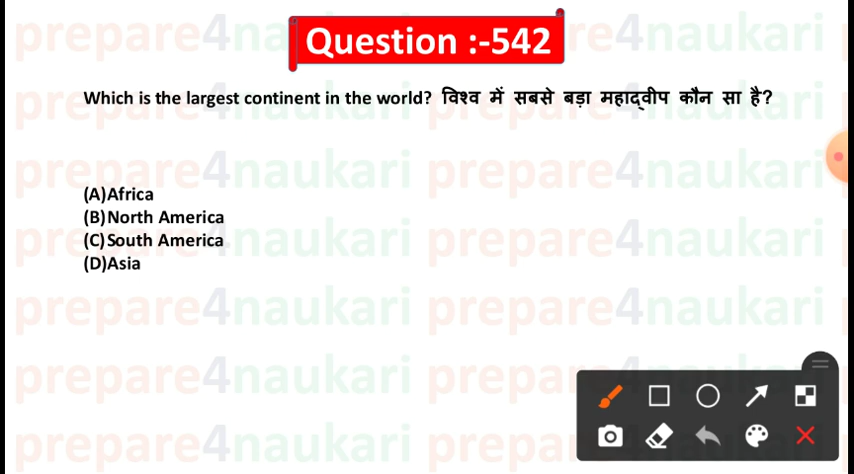 Question :-542
Which is the largest continent in the world? विश्व में सबसे बड़ा महाद्वीप कौन सा है?
(A)Africa
(B)North America
(C)South America
(D)Asia
prepare4naukari